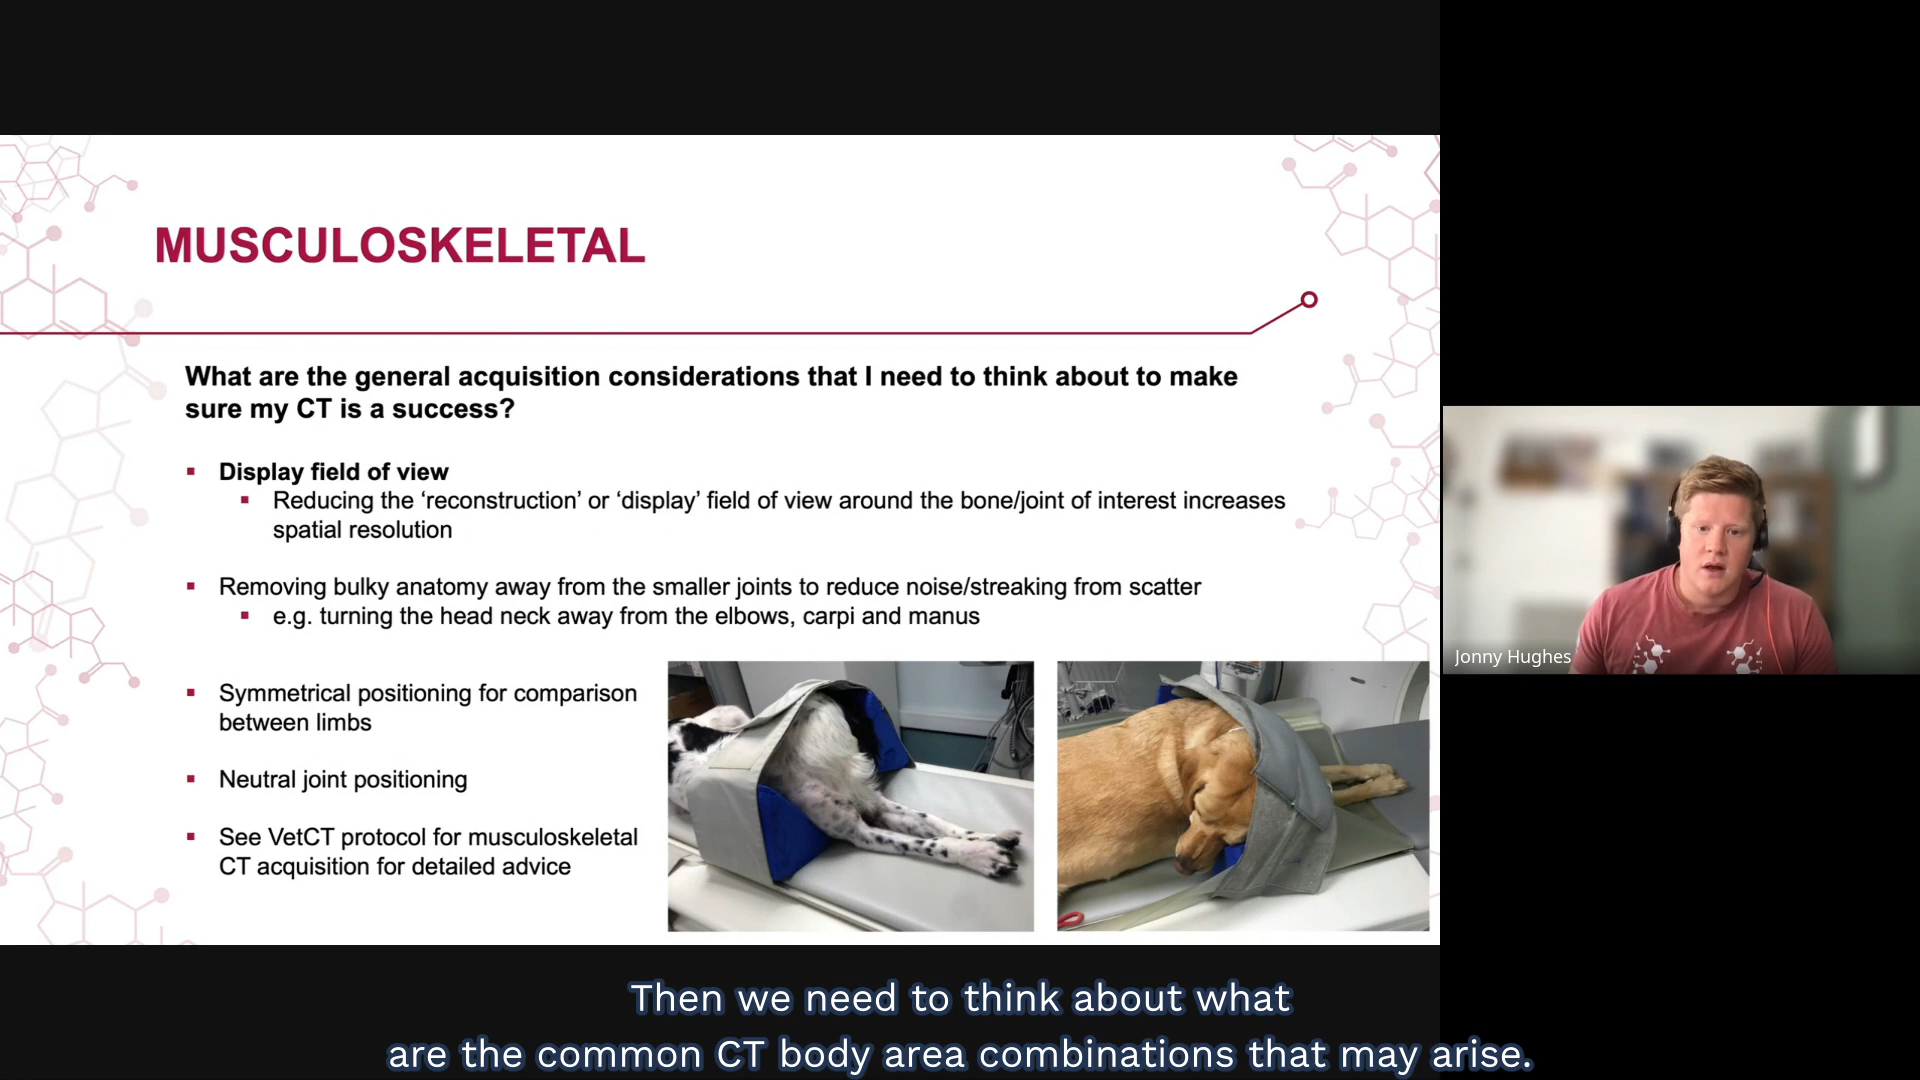 MUSCULOSKELETAL
What are the general acquisition considerations that I need to think about to make
sure my CT is a success?
▪ Display field of view
▪ Reducing the ‘reconstruction’ or ‘display’ field of view around the bone/joint of interest increases
spatial resolution
▪ Removing bulky anatomy away from the smaller joints to reduce noise/streaking from scatter
▪ e.g. turning the head neck away from the elbows, carpi and manus
▪ Symmetrical positioning for comparison
between limbs
▪ Neutral joint positioning
▪ See VetCT protocol for musculoskeletal
CT acquisition for detailed advice
Jonny Hughes
Then we need to think about what
are the common CT body area combinations that may arise.